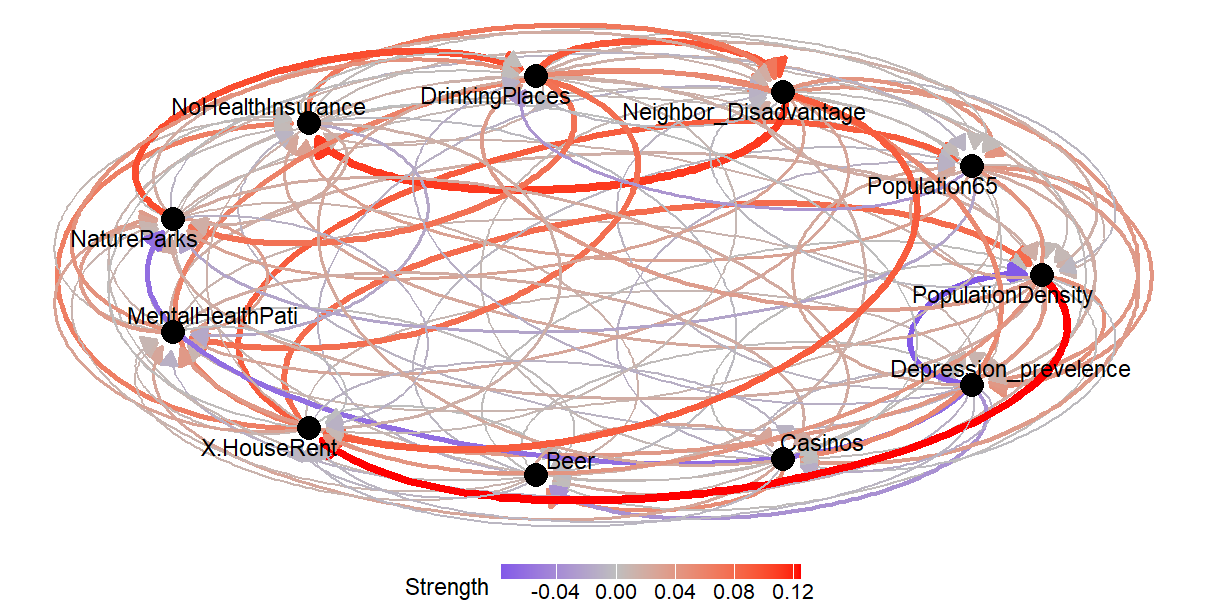 DrinkingPlaces
NoHealthInsurance
Neighbor_Disadvantage
Population65
NatureParks
PopulationDensity
MentalHealthPati
Depression_prevelence
X.HouseRent
Casinos
Beer
Strength
-0.04 0.00 0.04 0.08 0.12